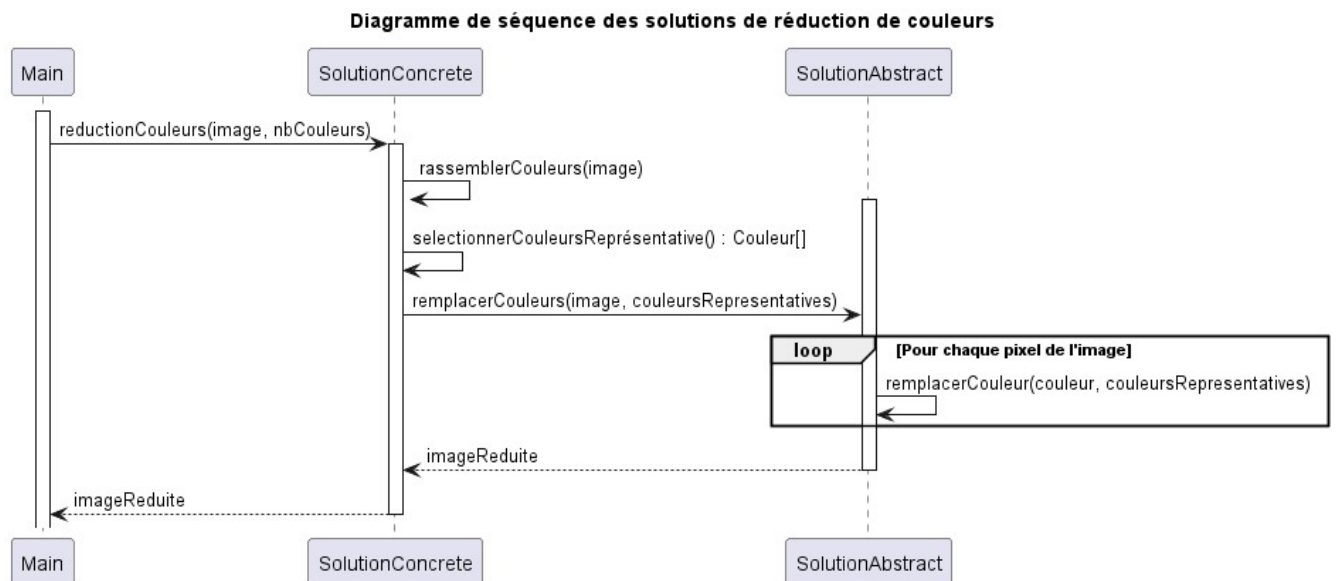 Diagramme de séquence des solutions de réduction de couleurs
Main
SolutionConcrete
SolutionAbstract
reductionCouleurs(image, nbCouleurs)
rassemblerCouleurs(image)
selectionnerCouleursReprésentative() : Couleur[]
remplacerCouleurs(image, couleursRepresentatives)
loop
[Pour chaque pixel de l'image]
remplacerCouleur(couleur, couleursRepresentatives)
imageReduite
imageReduite
Main
SolutionConcrete
SolutionAbstract